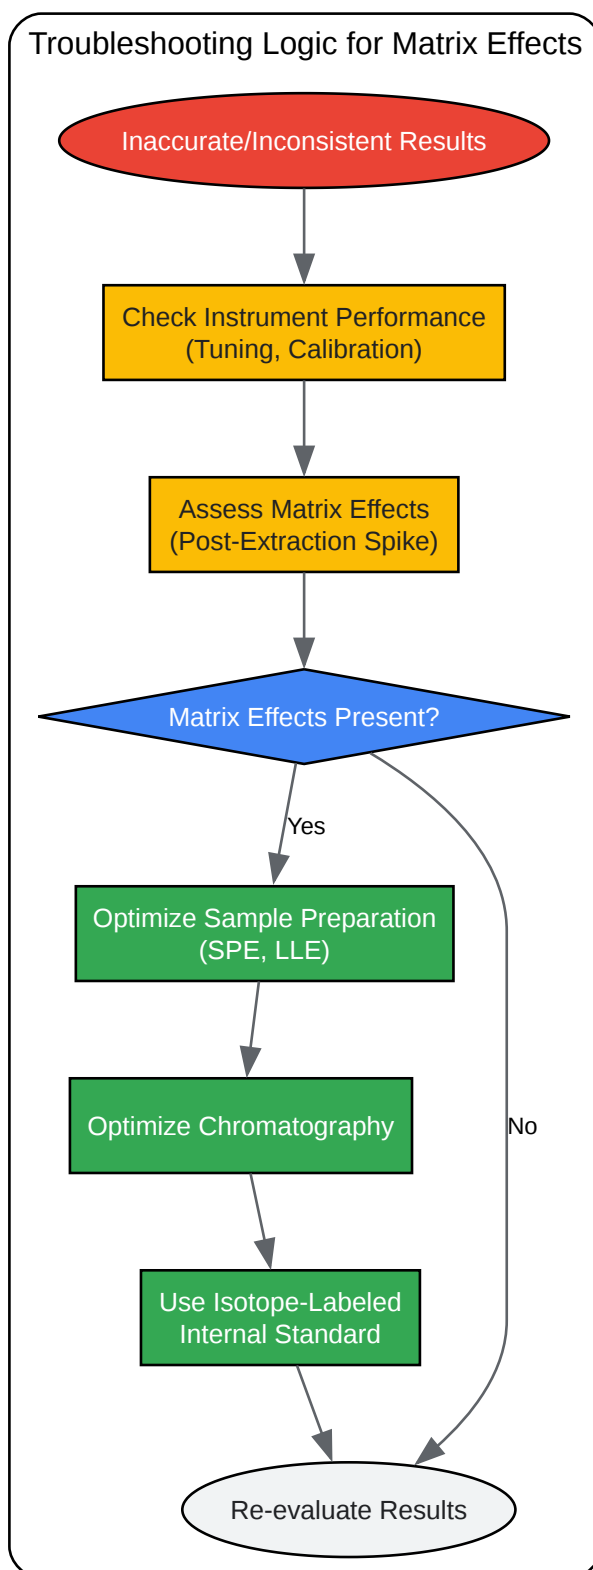 Troubleshooting Logic for Matrix Effects
Inaccurate/Inconsistent Results
Check Instrument Performance
(Tuning, Calibration)
Assess Matrix Effects
(Post-Extraction Spike)
Matrix Effects Present?
Yes
Optimize Sample Preparation
(SPE, LLE)
Optimize Chromatography
No
Use Isotope-Labeled
Internal Standard
Re-evaluate Results